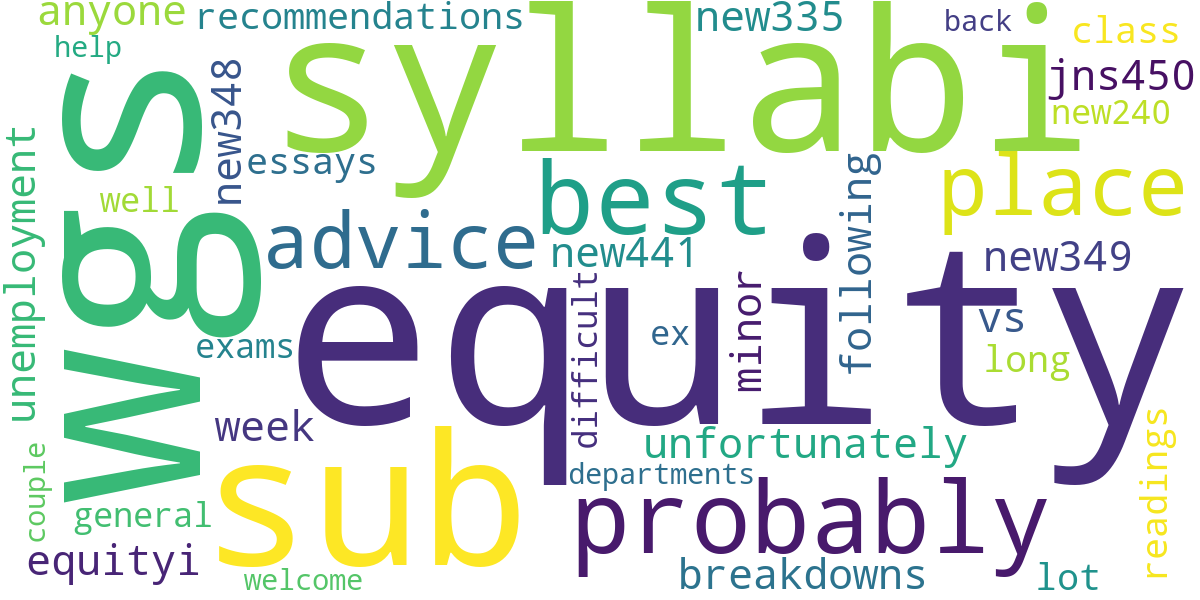 anyone
recommendations
syllabi
new335
back
class
help
wgs
new348
jns450
new240
essays
best
following
place
unemployment
well
advice
new441
equity
new349
difficult
ex
minor
vs
exams
long
week
unfortunately
readings
sub
couple
departments
probably
general
equityi
welcome
breakdowns
lot